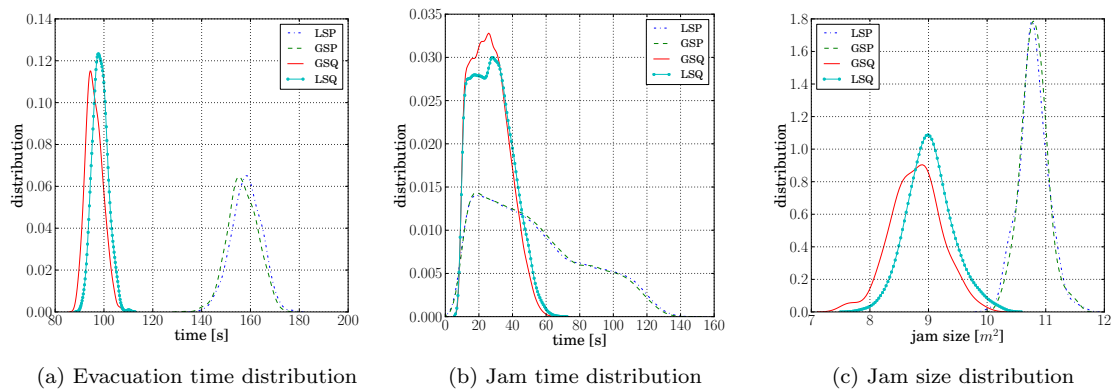 0.14
0.12
0.10
0.08
0.06
0.04
0.02
0.00
distribution
80 100 120 140 160 180 200
time [s]
LSP
GSP
GSQ
LSQ
(a) Evacuation time distribution
0.035
0.030
0.025
0.020
0.015
0.010
0.005
0.000
distribution
0 20 40 60 80 100 120 140 160
time [s]
LSP
GSP
GSQ
LSQ
(b) Jam time distribution
1.8
1.6
1.4
1.2
1.0
0.8
0.6
0.4
0.2
0.0
distribution
7 8 9 10 11 12
jam size [m²]
LSP
GSP
GSQ
LSQ
(c) Jam size distribution